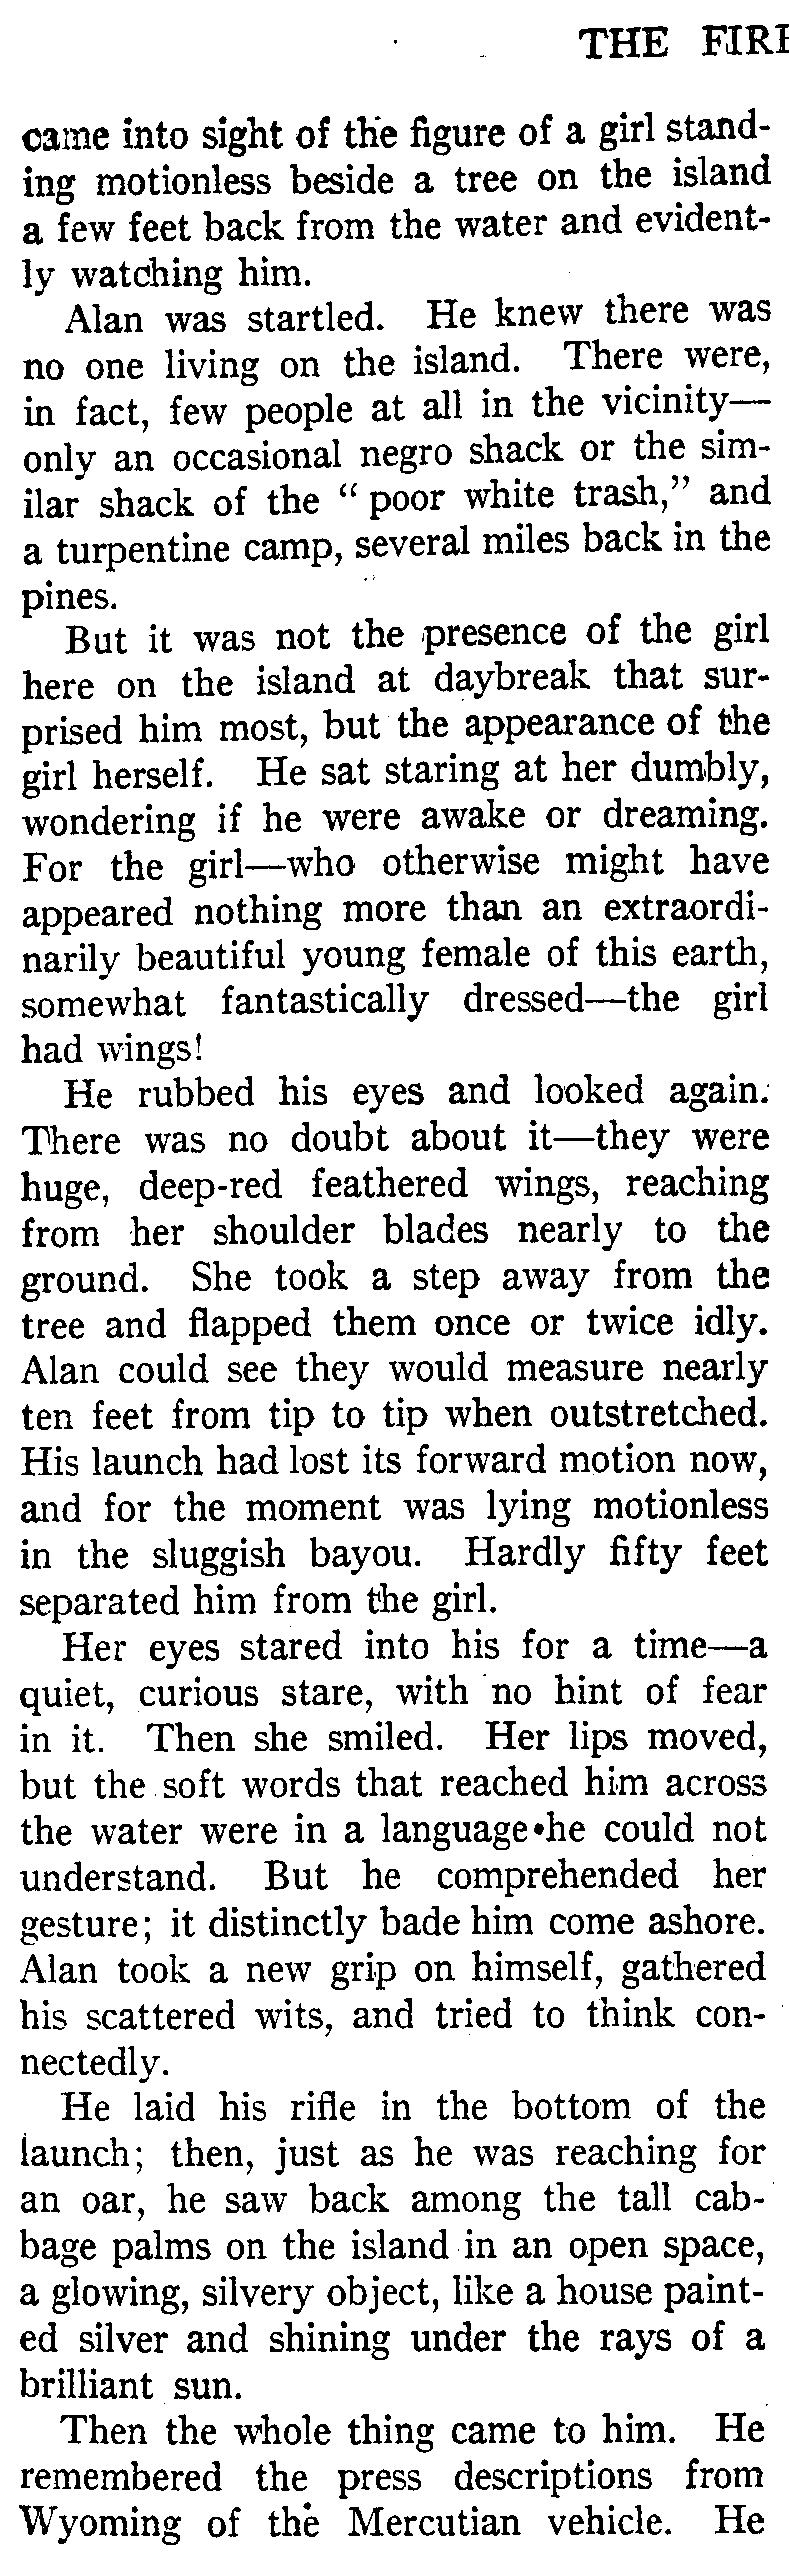 THE FIRE
came into sight of the figure of a girl stand-
ing motionless beside a tree on the island
a few feet back from the water and evident-
ly watching him.
Alan was startled. He knew there was
no one living on the island. There were,
in fact, few people at all in the vicinity—
only an occasional negro shack or the sim-
ilar shack of the “ poor white trash,” and
a turpentine camp, several miles back in the
pines.
But it was not the presence of the girl
here on the island at daybreak that sur-
prised him most, but the appearance of the
girl herself. He sat staring at her dumbly,
wondering if he were awake or dreaming.
For the girl—who otherwise might have
appeared nothing more than an extraordi-
narily beautiful young female of this earth,
somewhat fantastically dressed—the girl
had wings!
He rubbed his eyes and looked again.
There was no doubt about it—they were
huge, deep-red feathered wings, reaching
from her shoulder blades nearly to the
ground. She took a step away from the
tree and flapped them once or twice idly.
Alan could see they would measure nearly
ten feet from tip to tip when outstretched.
His launch had lost its forward motion now,
and for the moment was lying motionless
in the sluggish bayou. Hardly fifty feet
separated him from the girl.
Her eyes stared into his for a time—a
quiet, curious stare, with no hint of fear
in it. Then she smiled. Her lips moved,
but the soft words that reached him across
the water were in a language he could not
understand. But he comprehended her
gesture; it distinctly bade him come ashore.
Alan took a new grip on himself, gathered
his scattered wits, and tried to think con-
nectedly.
He laid his rifle in the bottom of the
launch; then, just as he was reaching for
an oar, he saw back among the tall cab-
bage palms on the island in an open space,
a glowing, silvery object, like a house paint-
ed silver and shining under the rays of a
brilliant sun.
Then the whole thing came to him. He
remembered the press descriptions from
Wyoming of the Mercutian vehicle. He